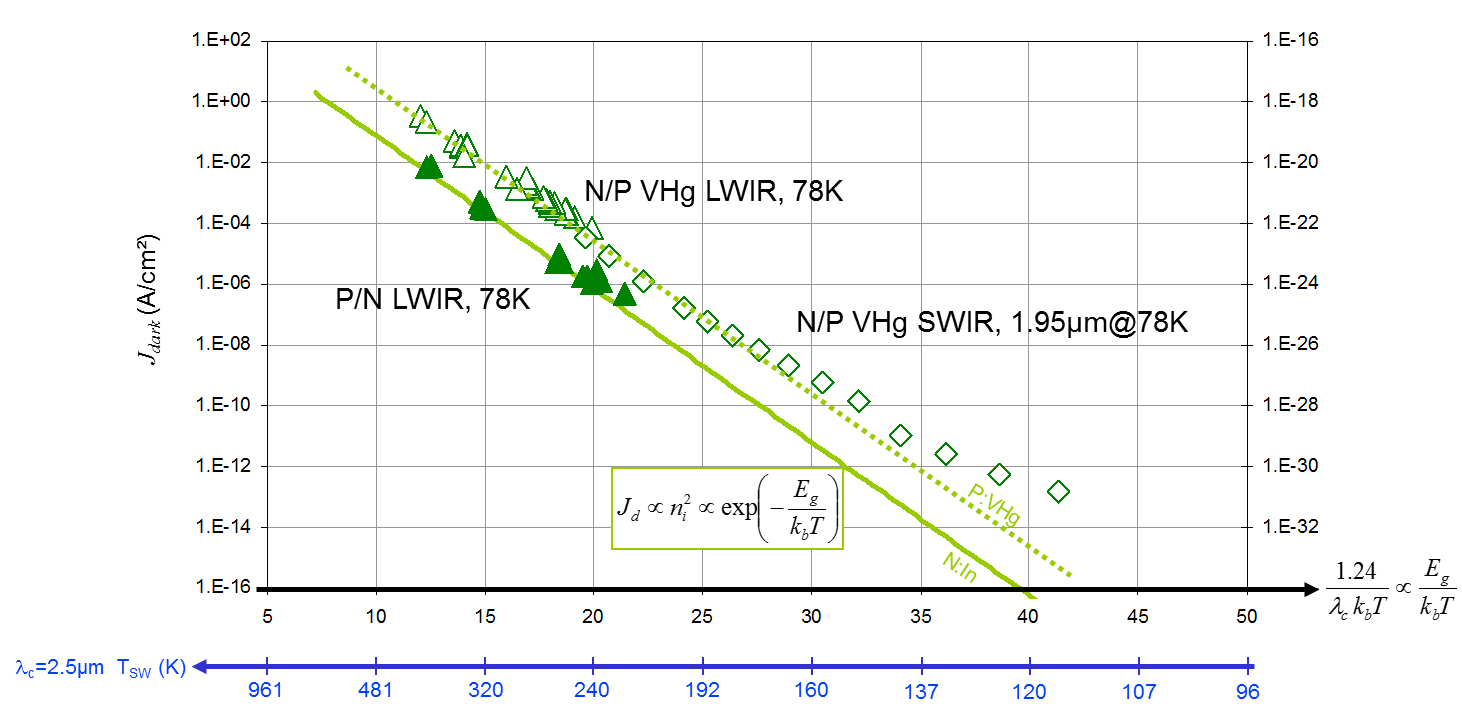 1.E+02
1.E+00
1.E-02
1.E-04
1.E-06
1.E-08
1.E-10
1.E-12
1.E-14
1.E-16
J_dark (A/cm²)
1.E-16
1.E-18
1.E-20
1.E-22
1.E-24
1.E-26
1.E-28
1.E-30
1.E-32
N/P VHg LWIR, 78K
P/N LWIR, 78K
N/P VHg SWIR, 1.95µm@78K
J_d ∝ n_i^2 ∝ exp(−E_g/k_bT)
P:VHg
N:In
5 10 15 20 25 30 35 40 45 50
1.24/λ_c k_bT ∝ E_g/k_bT
λc=2.5µm T_SW (K)
961 481 320 240 192 160 137 120 107 96